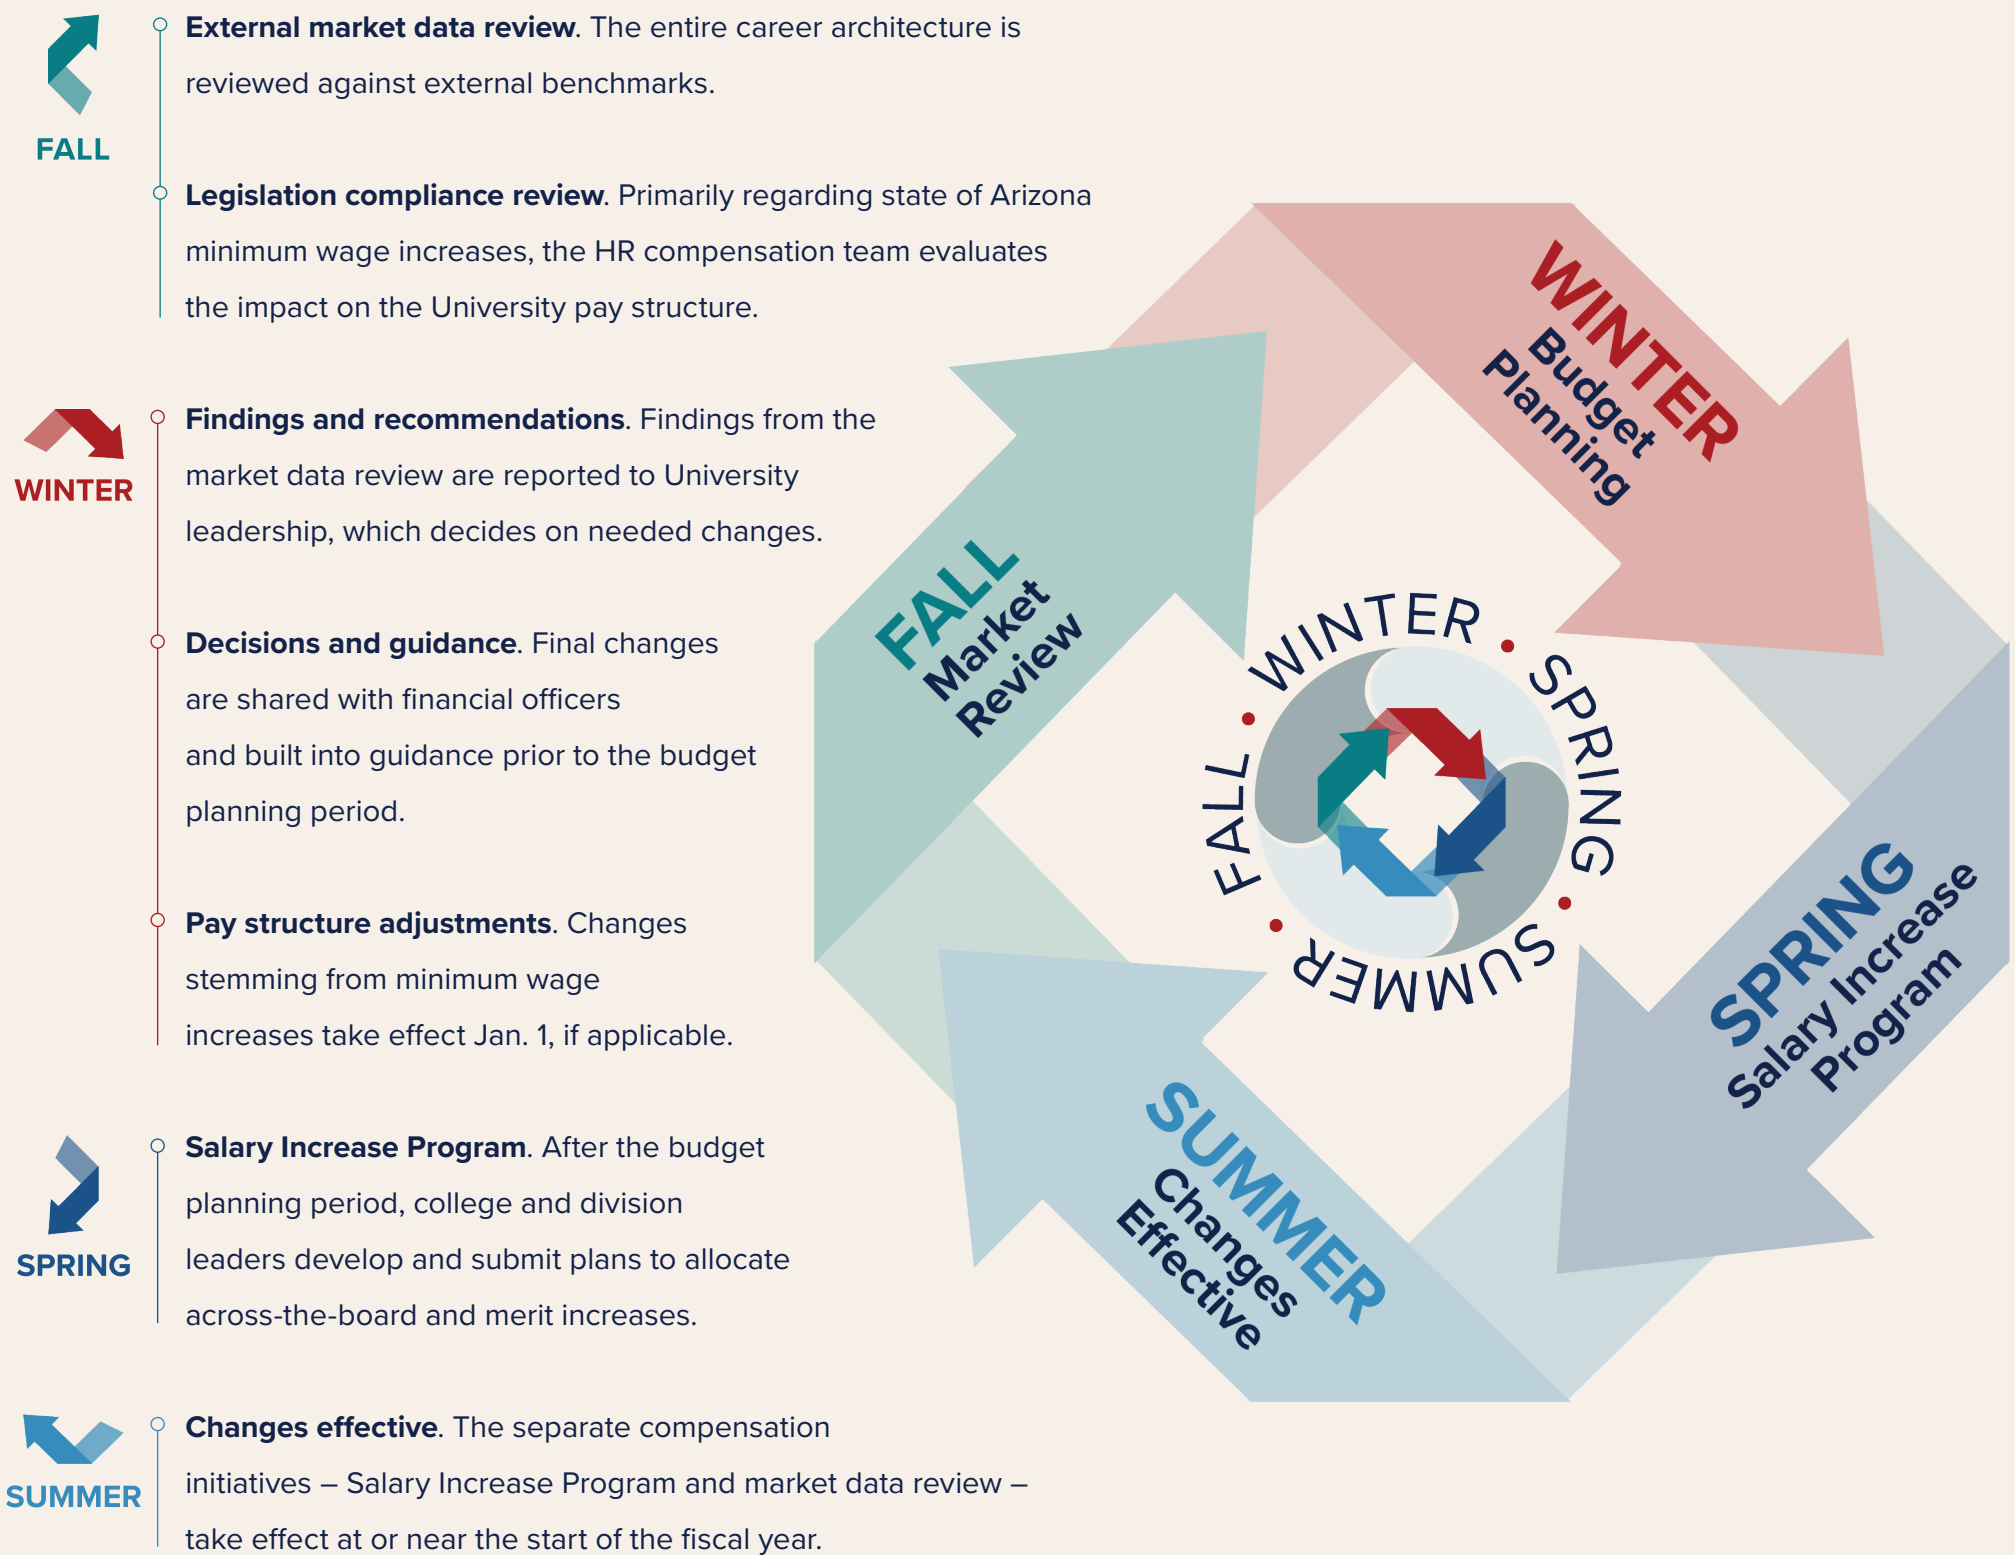 FALL
External market data review. The entire career architecture is
reviewed against external benchmarks.
Legislation compliance review. Primarily regarding state of Arizona
minimum wage increases, the HR compensation team evaluates
the impact on the University pay structure.
WINTER
Findings and recommendations. Findings from the
market data review are reported to University
leadership, which decides on needed changes.
Decisions and guidance. Final changes
are shared with financial officers
and built into guidance prior to the budget
planning period.
Pay structure adjustments. Changes
stemming from minimum wage
increases take effect Jan. 1, if applicable.
SPRING
Salary Increase Program. After the budget
planning period, college and division
leaders develop and submit plans to allocate
across-the-board and merit increases.
SUMMER
Changes effective. The separate compensation
initiatives – Salary Increase Program and market data review –
take effect at or near the start of the fiscal year.
FALL
Market
Review
WINTER
Budget
Planning
SPRING
Salary Increase
Program
SUMMER
Changes
Effective
FALL • WINTER • SPRING • SUMMER •